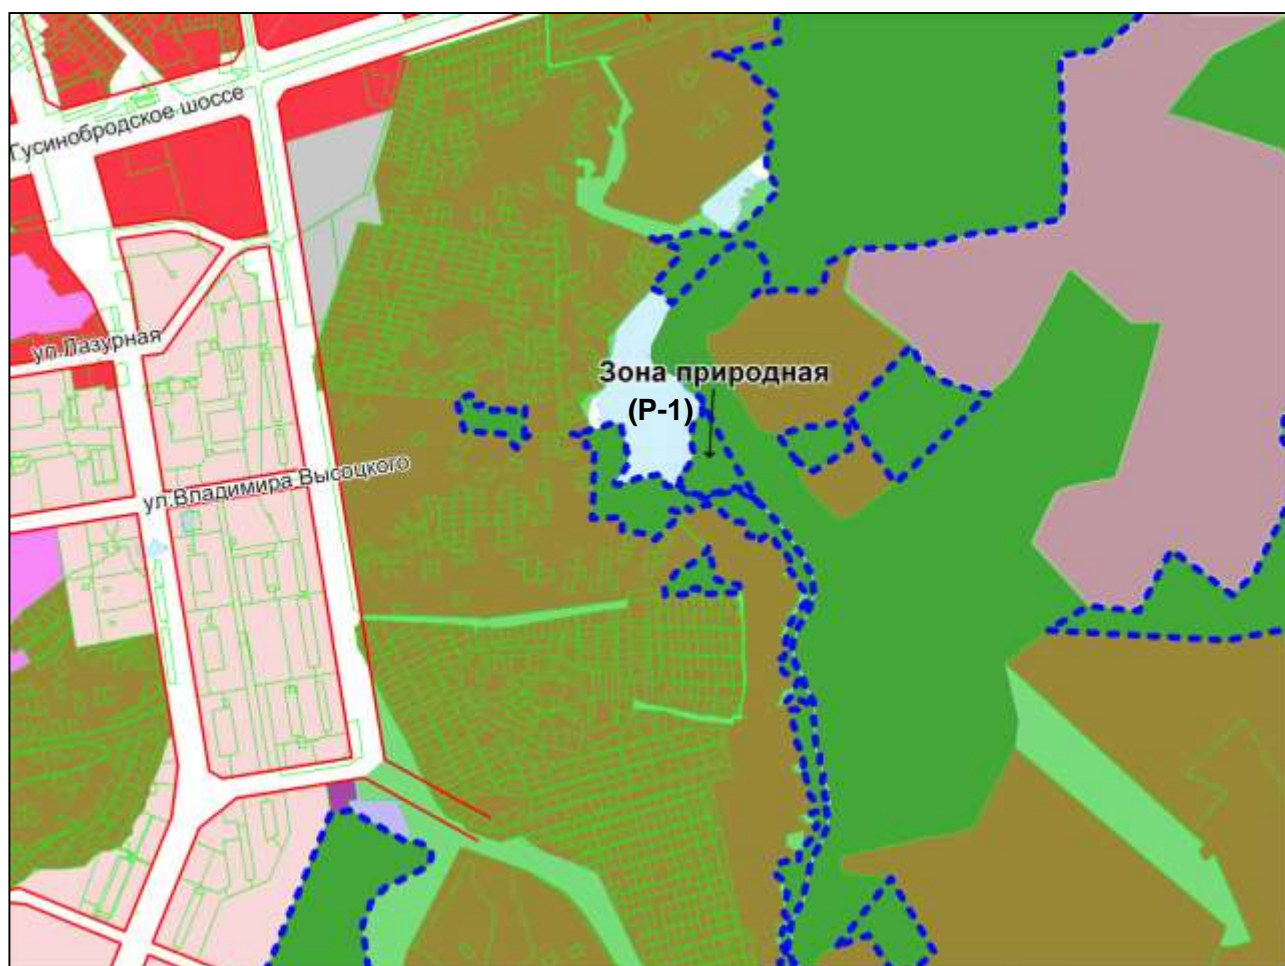 Гусинобродское шоссе
ул.Лазурная
Зона природная
(Р-1)
ул.Владимира Высоцкого